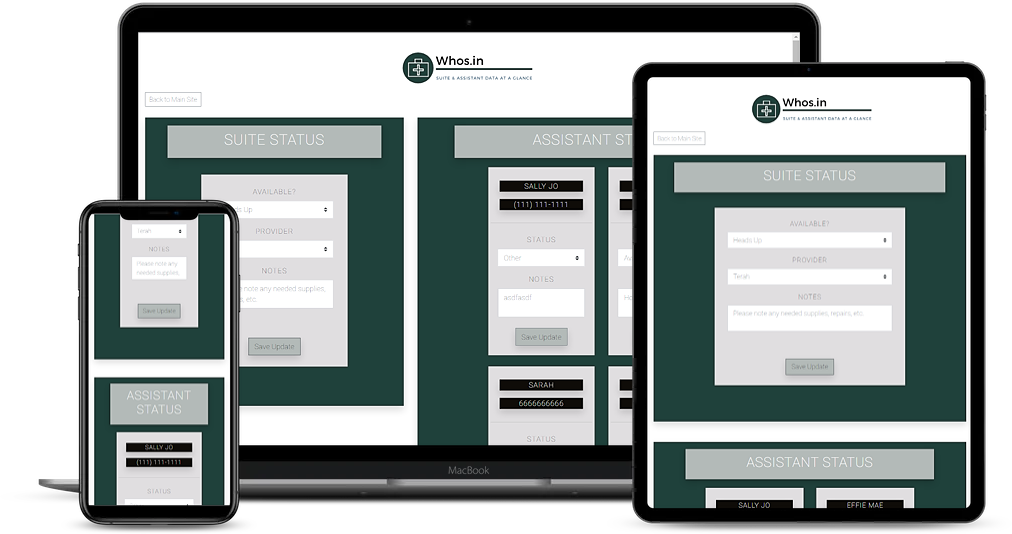 Whos.in
SUITE & ASSISTANT DATA AT A GLANCE
Back to Main Site
SUITE STATUS
AVAILABLE?
ds Up
PROVIDER
NOTES
note any needed supplies,
s, etc
Save Update
ASSISTANT ST
SALLY JO
(111) 111-1111
STATUS
Other
NOTES
asdfasdf
Save Update
SARAH
6666666666
STATUS
Av
Ho
MacBook
Terah
NOTES
Please note any
needed supplies,
Save Update
ASSISTANT
STATUS
SALLY JO
(111) 111-1111
STATUS
Whos.in
SUITE & ASSISTANT DATA AT A GLANCE
Back to Main Site
SUITE STATUS
AVAILABLE?
Heads Up
PROVIDER
Terah
NOTES
Please note any needed supplies, repairs, etc
Save Update
ASSISTANT STATUS
SALLY JO
EFFIE MAE